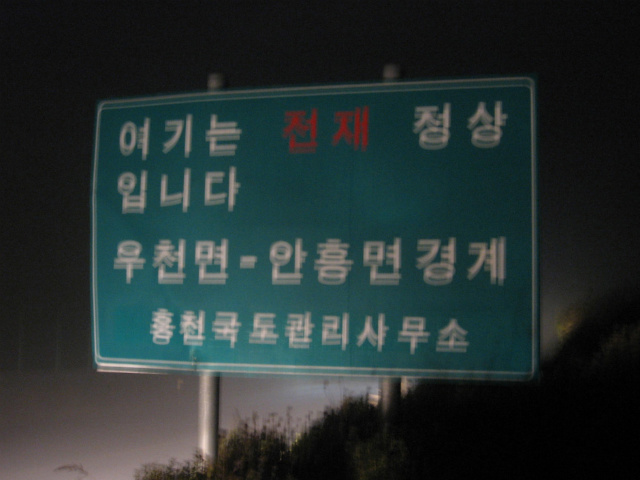 여기는 전재 정상
입니다
우천면-안흥면경계
홍천국토관리사무소